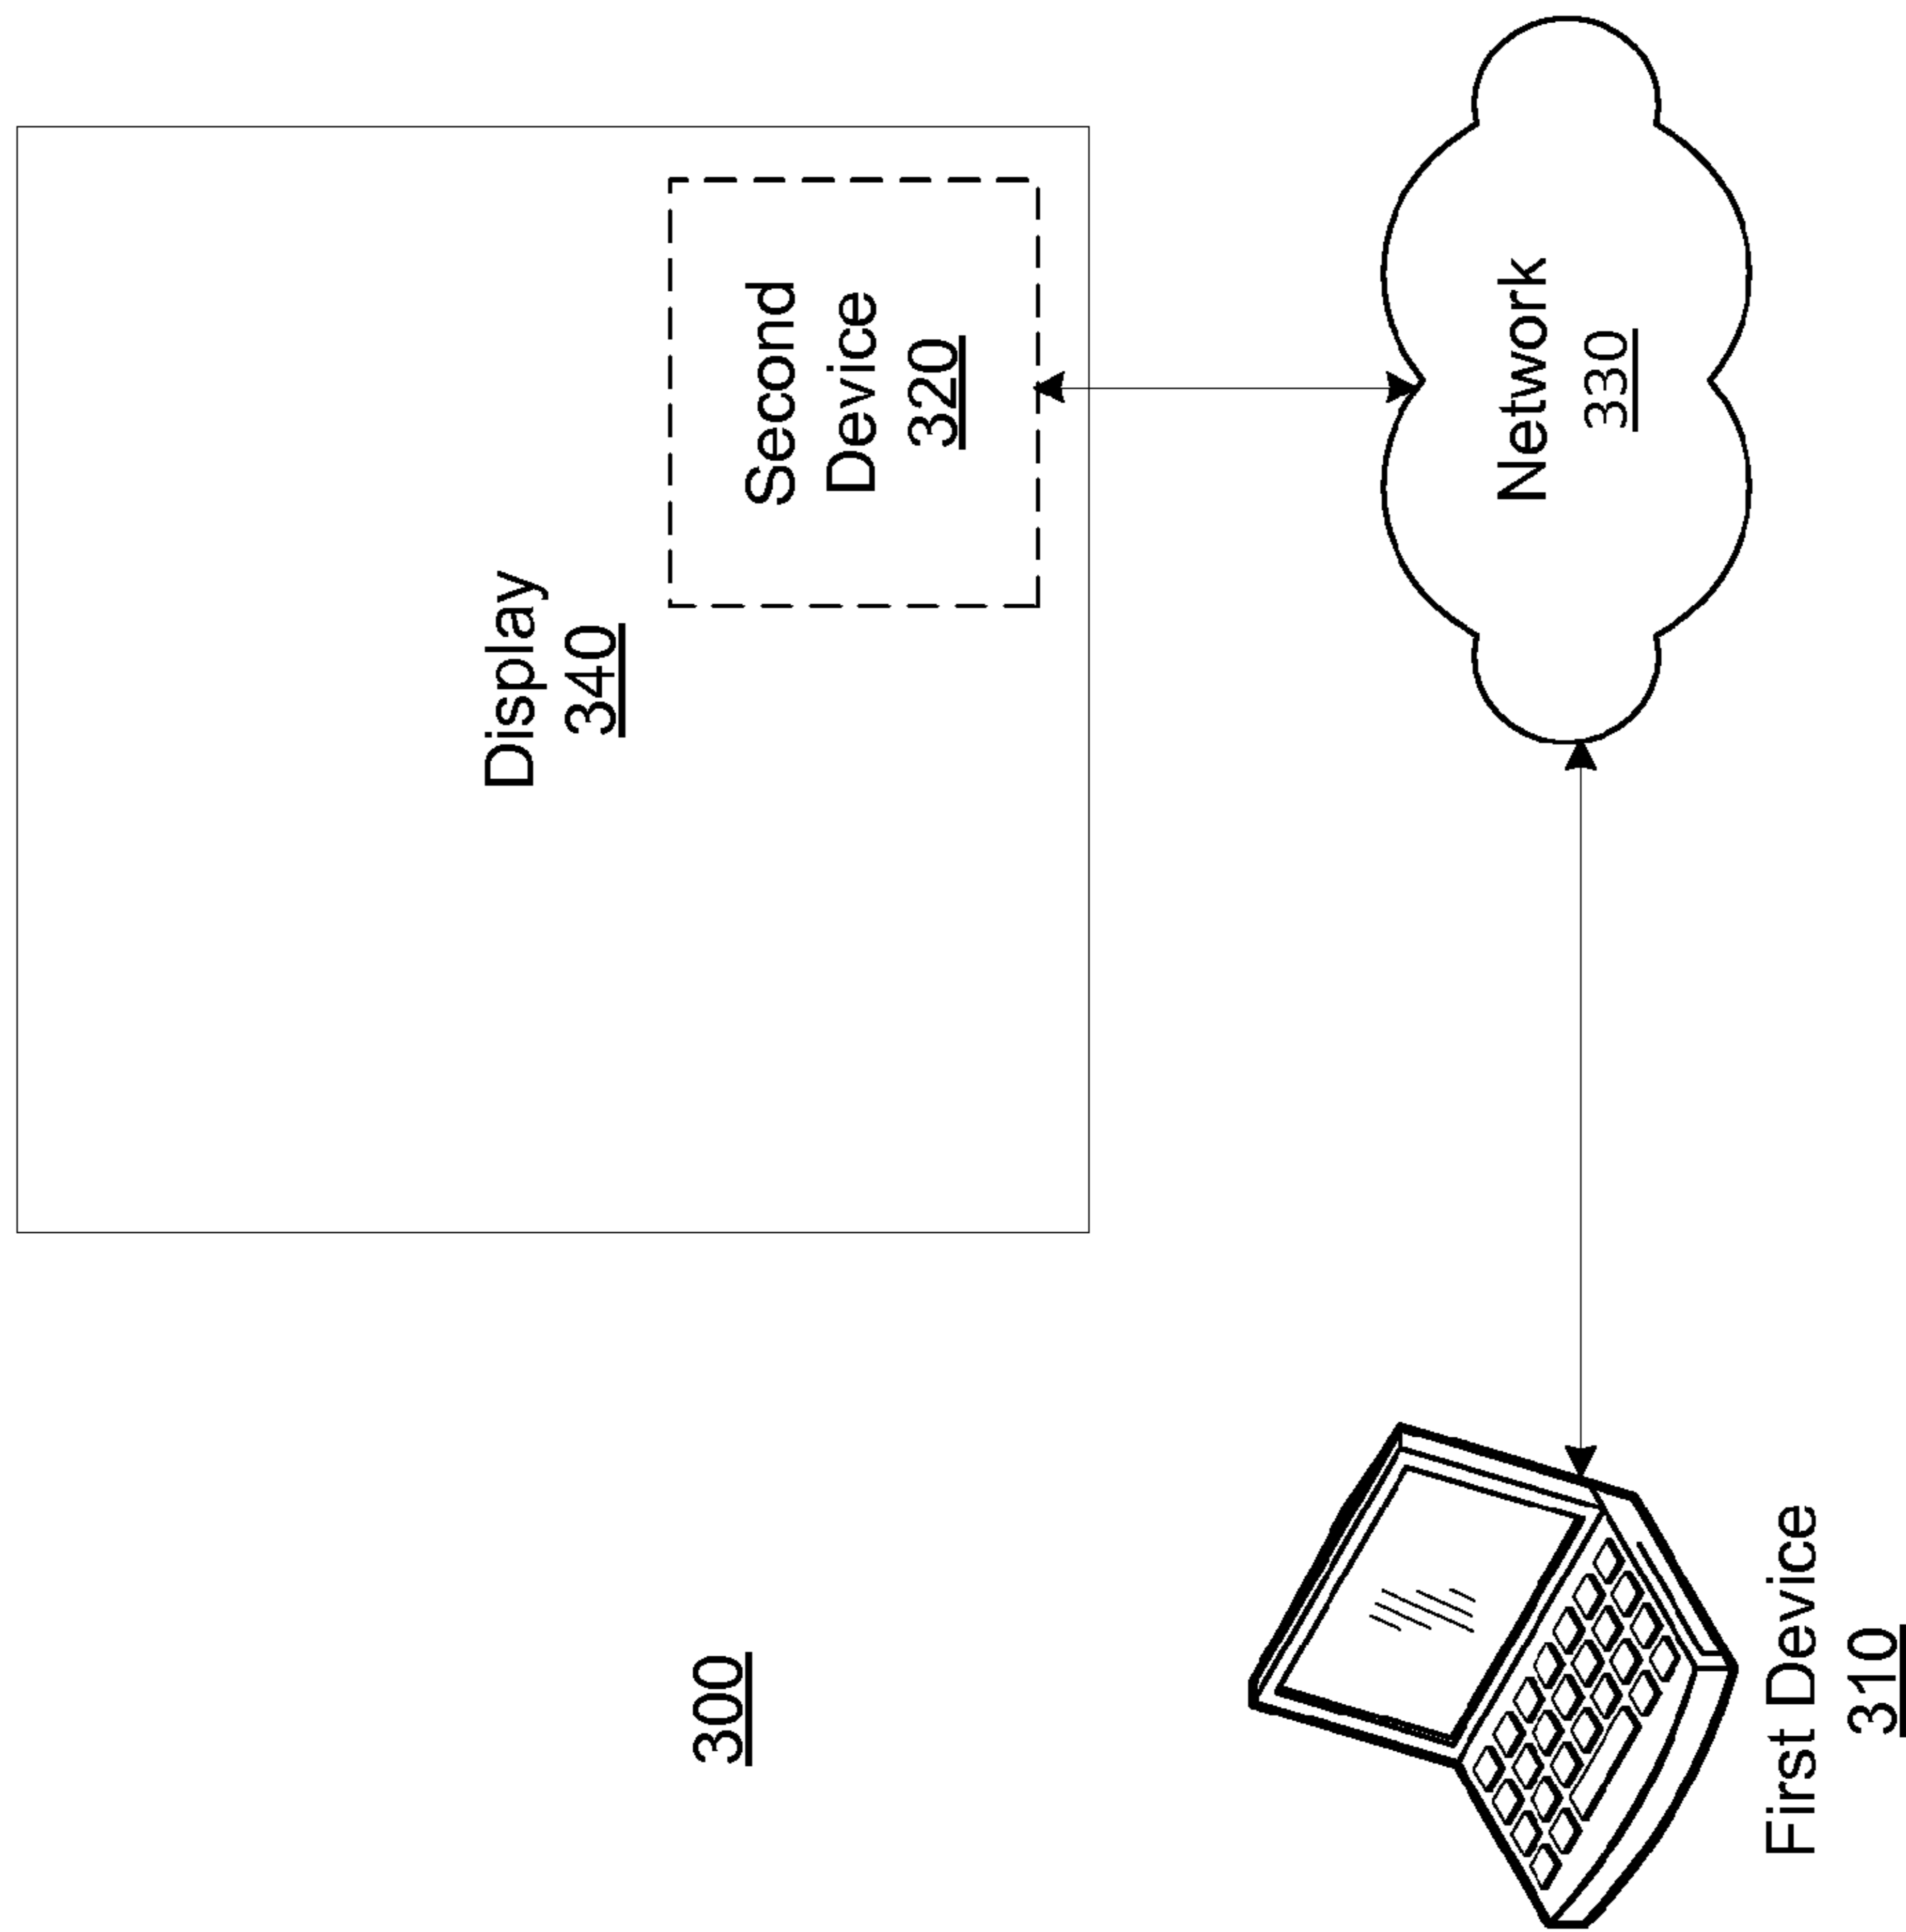 300
Display
340
Second
Device
320
Network
330
First Device
310